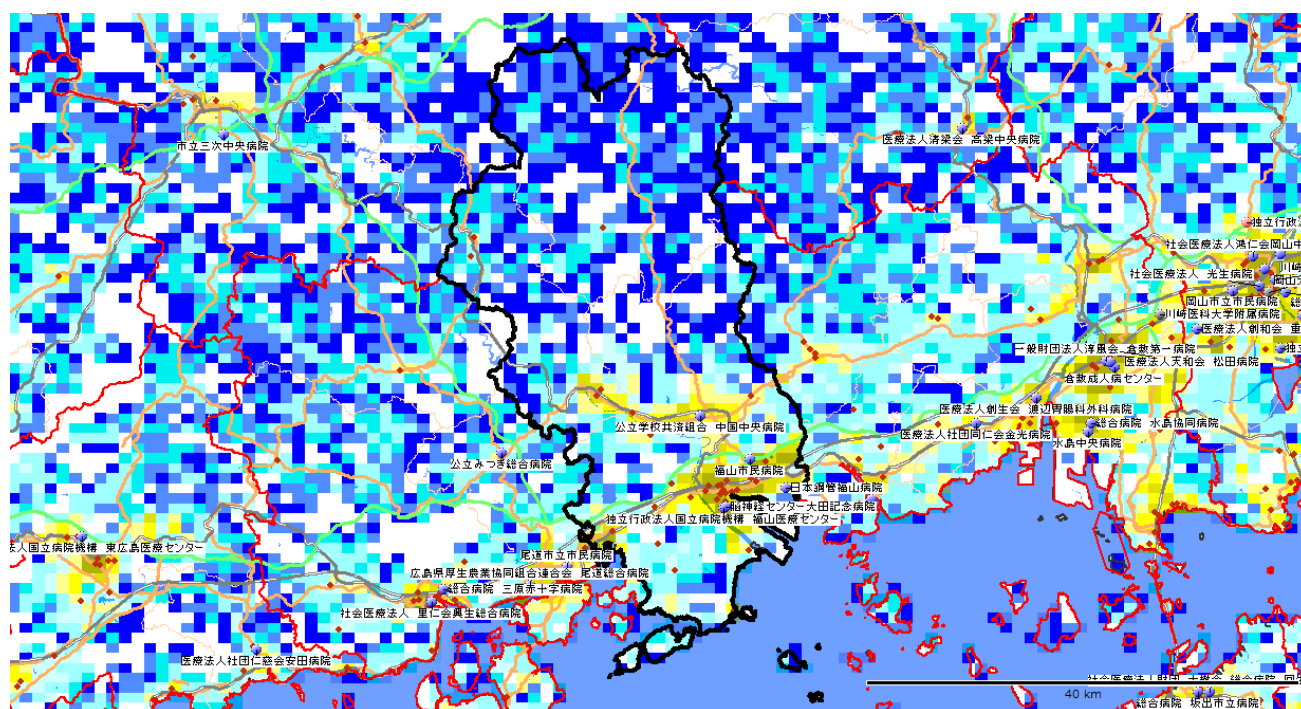 市立三次中央病院
医療法人清梁会 高梁中央病院
独立行政法
社会医療法人鴻仁会岡山中
社会医療法人 光生病院
岡山市立市民病院
川崎医科大学附属病院
医療法人創和会 重
一般財団法人淳風会 倉敷第一病院
医療法人天和会 松田病院
倉敷成人病センター
医療法人創生会 渡辺胃腸科外科病院
公立学校共済組合 中国中央病院
総合病院 水島協同病院
医療法人社団同仁会金光病院
水島中央病院
公立みつぎ総合病院
福山市民病院
日本鋼管福山病院
脳神経センター大田記念病院
独立行政法人国立病院機構 福山医療センター
法人国立病院機構 東広島医療センター
尾道市立市民病院
広島県厚生農業協同組合連合会 尾道総合病院
総合病院 三原赤十字病院
社会医療法人 里仁会興生総合病院
医療法人社団仁慈会安田病院
40 km
総合病院 坂出市立病院